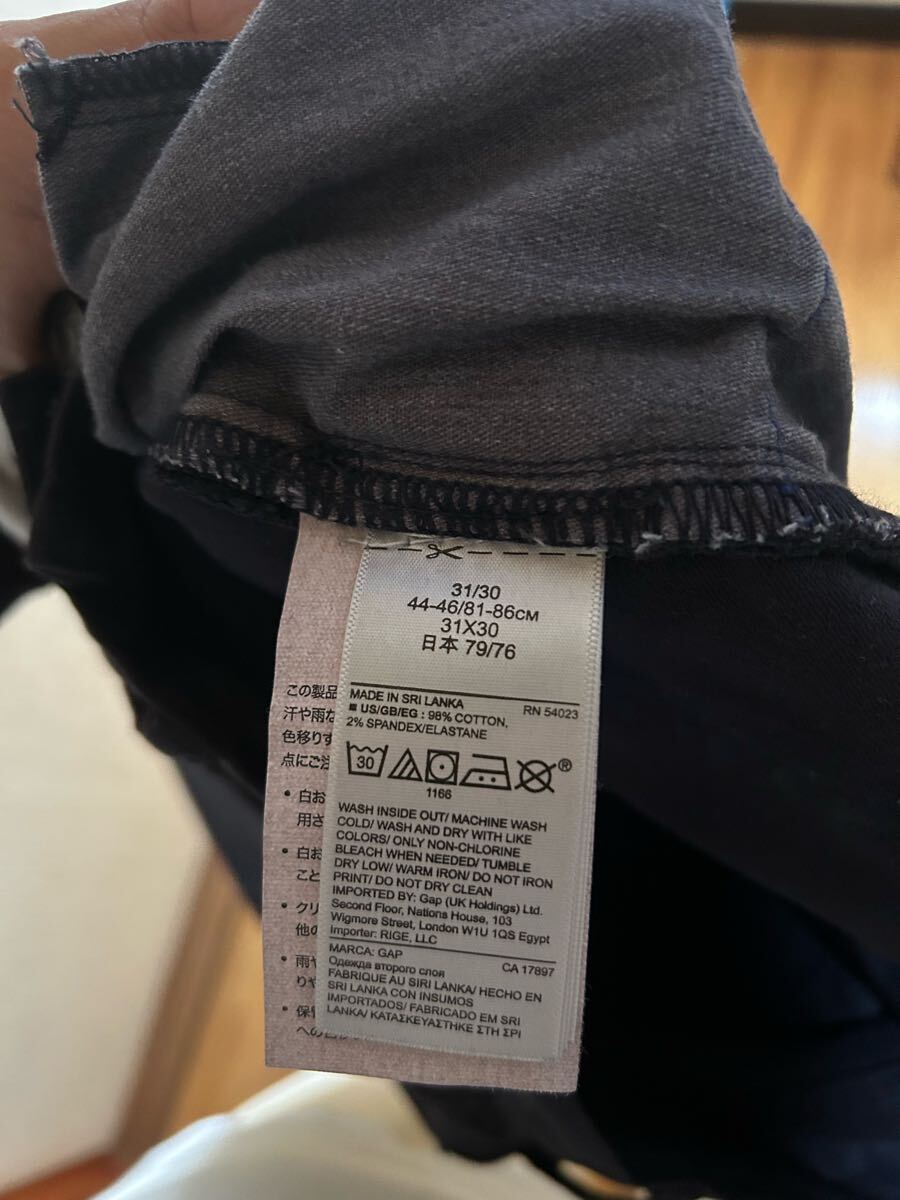 31/30
44-46/81-86CM
31X30
日本 79/76
MADE IN SRI LANKA
RN 54023
■ US/GB/EG : 98% COTTON,
2% SPANDEX/ELASTANE
30
®
1166
WASH INSIDE OUT/ MACHINE WASH
COLD/ WASH AND DRY WITH LIKE
COLORS/ ONLY NON-CHLORINE
BLEACH WHEN NEEDED/ TUMBLE
DRY LOW/ WARM IRON/ DO NOT IRON
PRINT/ DO NOT DRY CLEAN
IMPORTED BY: Gap (UK Holdings) Ltd.
Second Floor, Nations House, 103
Wigmore Street, London W1U 1QS Egypt
Importer: RIGE, LLC
MARCA: GAP
CA 17897
Одежда второго слоя
FABRIQUE AU SIRI LANKA/ HECHO EN
SRI LANKA CON INSUMOS
IMPORTADOS/ FABRICADO EM SRI
LANKA/ ΚΑΤΑΣΚΕΥΑΣΤΗΚΕ ΣΤΗ ΣΡΙ
この製品
汗や雨な
色移りす
点にご注
• 白お
用さ
• 白お
こと
• クリ
他の
• 雨や
りや
• 保管
への